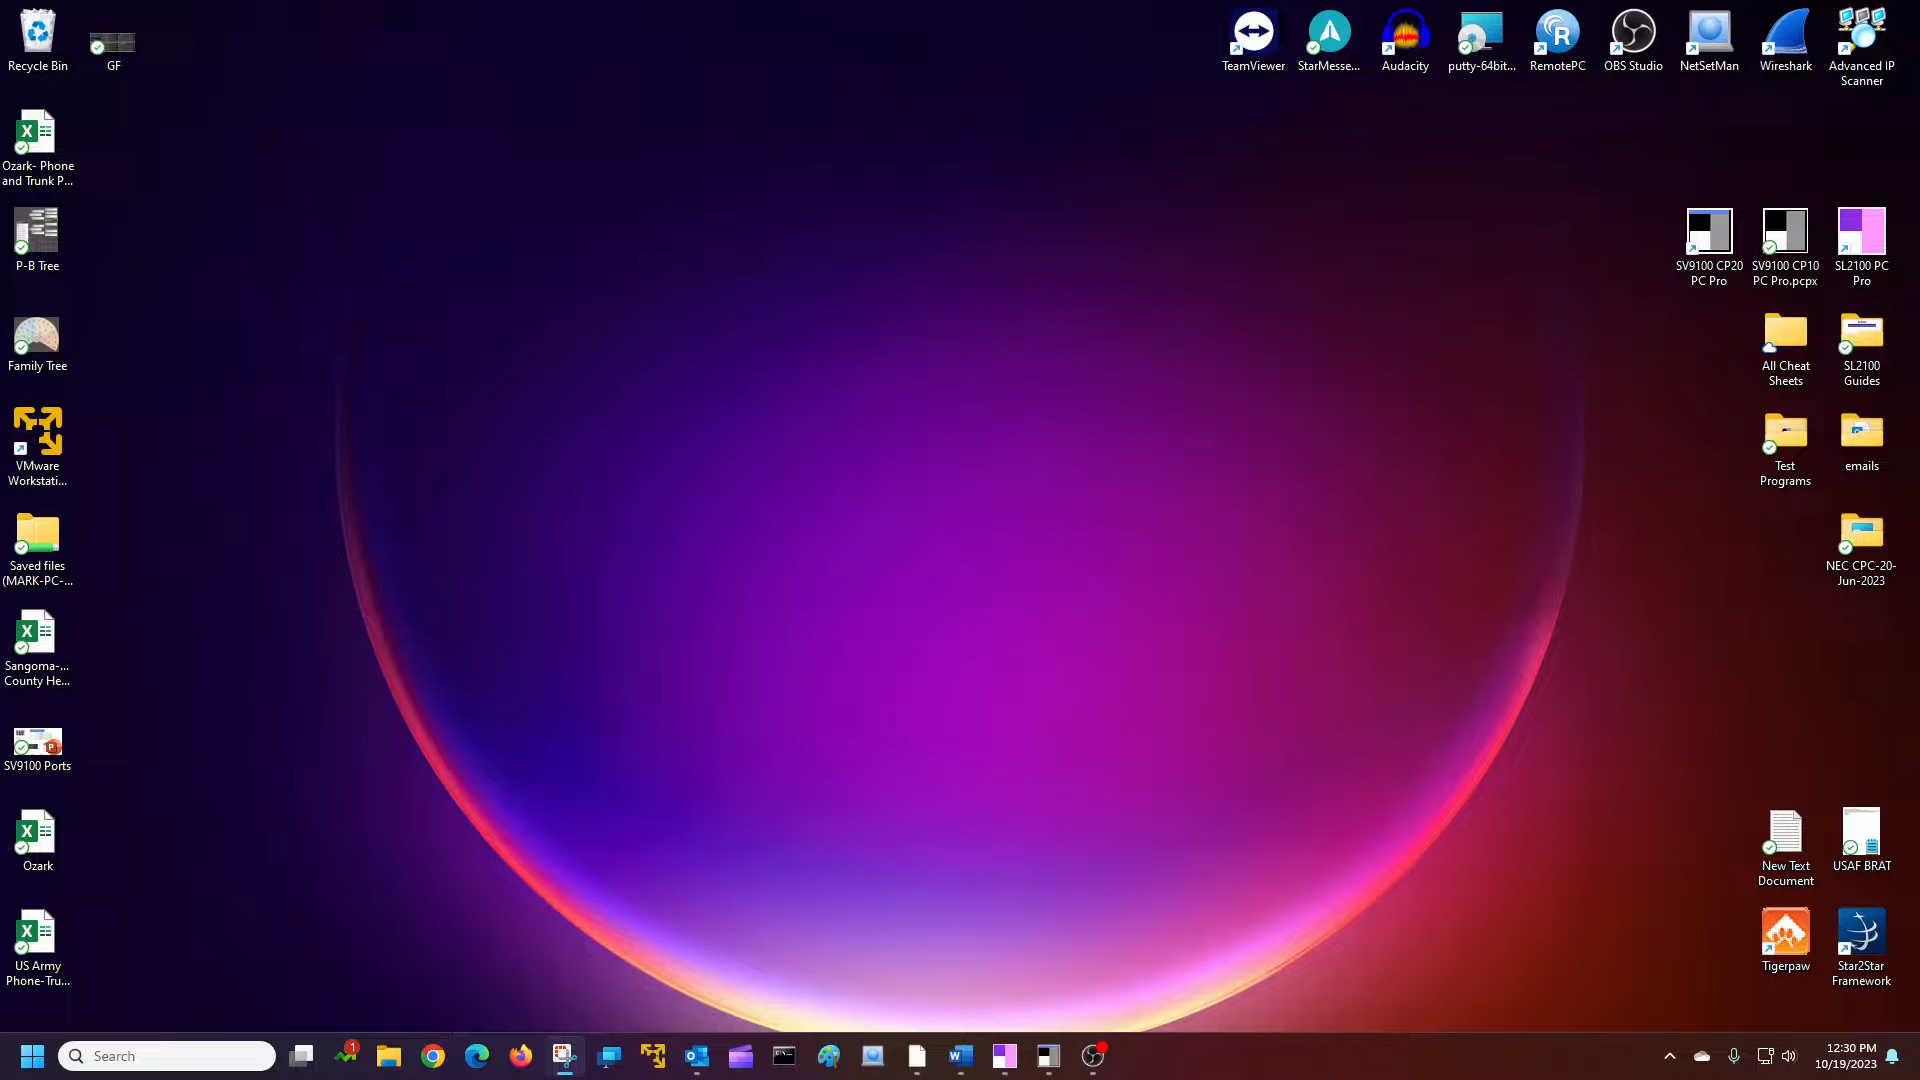 Recycle Bin
GF
TeamViewer
StarMesse...
Audacity
putty-64bit...
RemotePC
OBS Studio
NetSetMan
Wireshark
Advanced IP
Scanner
Ozark- Phone
and Trunk P...
P-B Tree
SV9100 CP20
PC Pro
SV9100 CP10
PC Pro.pcpx
SL2100 PC
Pro
Family Tree
All Cheat
Sheets
SL2100
Guides
VMware
Workstati...
Test
Programs
emails
Saved files
(MARK-PC-...
NEC CPC-20-
Jun-2023
Sangoma-...
County He...
SV9100 Ports
Ozark
New Text
Document
USAF BRAT
US Army
Phone-Tru...
Tigerpaw
Star2Star
Framework
Search
1
12:30 PM
10/19/2023